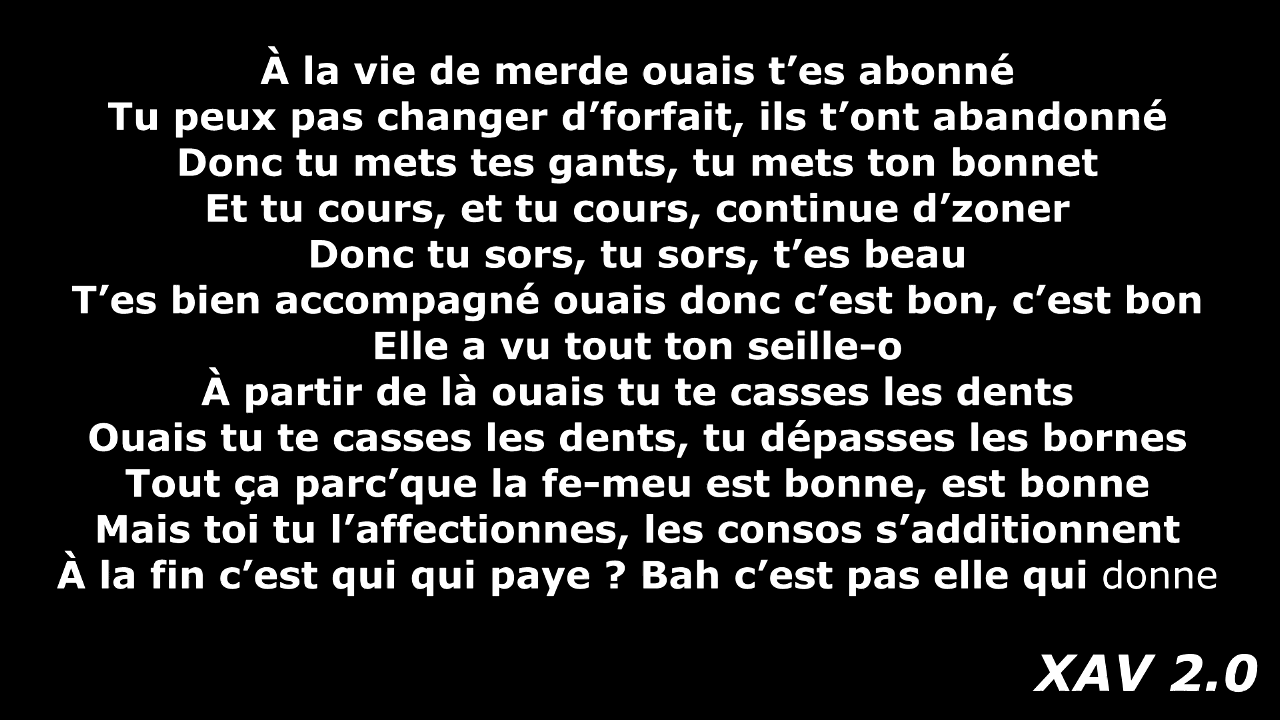 À la vie de merde ouais t’es abonné
Tu peux pas changer d’forfait, ils t’ont abandonné
Donc tu mets tes gants, tu mets ton bonnet
Et tu cours, et tu cours, continue d’zoner
Donc tu sors, tu sors, t’es beau
T’es bien accompagné ouais donc c’est bon, c’est bon
Elle a vu tout ton seille-o
À partir de là ouais tu te casses les dents
Ouais tu te casses les dents, tu dépasses les bornes
Tout ça parc’que la fe-meu est bonne, est bonne
Mais toi tu l’affectionnes, les consos s’additionnent
À la fin c’est qui qui paye ? Bah c’est pas elle qui donne
XAV 2.0